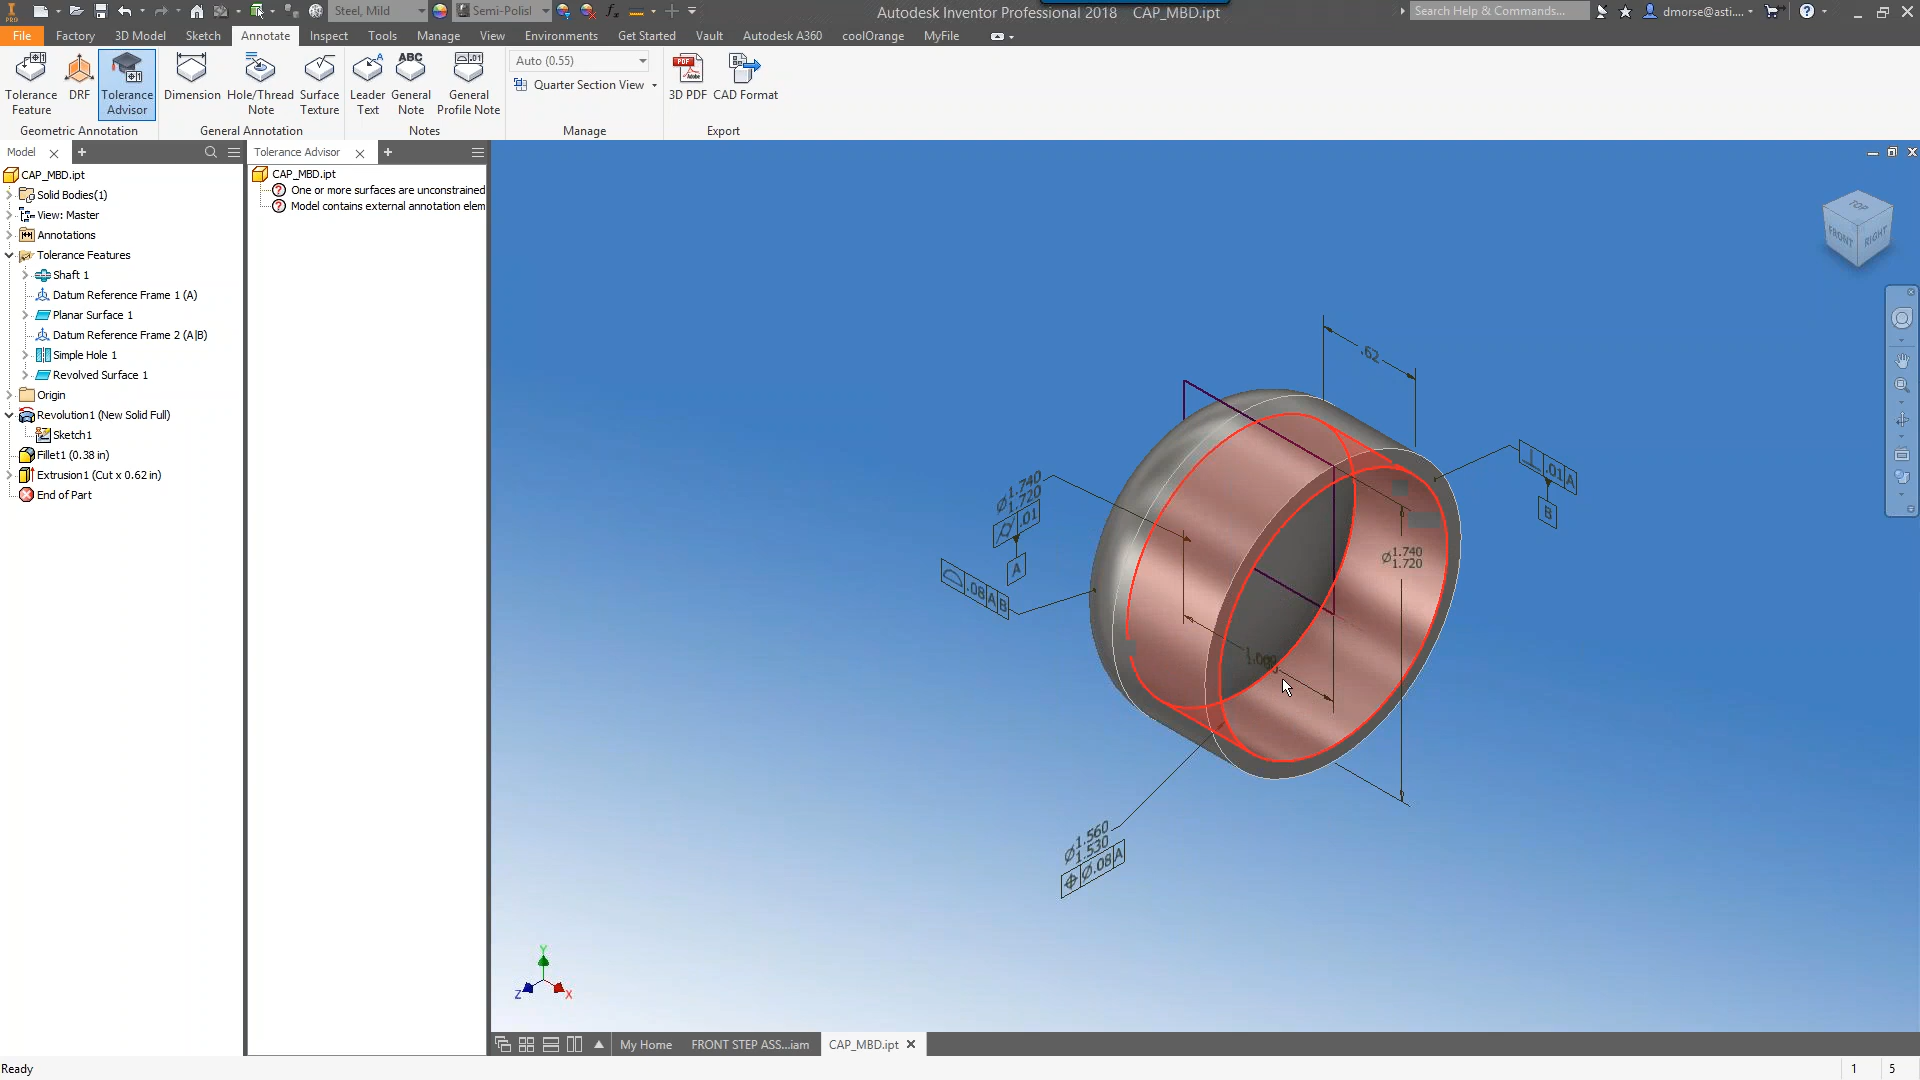 Steel, Mild
Semi-Polisl
Autodesk Inventor Professional 2018 CAP_MBD.ipt
Search Help & Commands...
dmorse@asti....
PRO
File Factory 3D Model Sketch Annotate Inspect Tools Manage View Environments Get Started Vault Autodesk A360 coolOrange MyFile
Tolerance Feature
DRF
Tolerance Advisor
Dimension
Hole/Thread Note
Surface Texture
Leader Text
General Note
General Profile Note
Auto (0.55)
Quarter Section View
3D PDF
CAD Format
Geometric Annotation
General Annotation
Notes
Manage
Export
Model
Tolerance Advisor
CAP_MBD.ipt
Solid Bodies(1)
View: Master
Annotations
Tolerance Features
Shaft 1
Datum Reference Frame 1 (A)
Planar Surface 1
Datum Reference Frame 2 (A|B)
Simple Hole 1
Revolved Surface 1
Origin
Revolution1 (New Solid Full)
Sketch1
Fillet1 (0.38 in)
Extrusion1 (Cut x 0.62 in)
End of Part
CAP_MBD.ipt
One or more surfaces are unconstrained
Model contains external annotation elem
TOP
FRONT
RIGHT
.62
⌀1.740
1.720
.01
A
.08 A B
.01 A
B
⌀1.740
1.720
⌀1.560
1.530
⌀.08 A
Y
Z
X
My Home FRONT STEP ASS...iam CAP_MBD.ipt
Ready
1 5